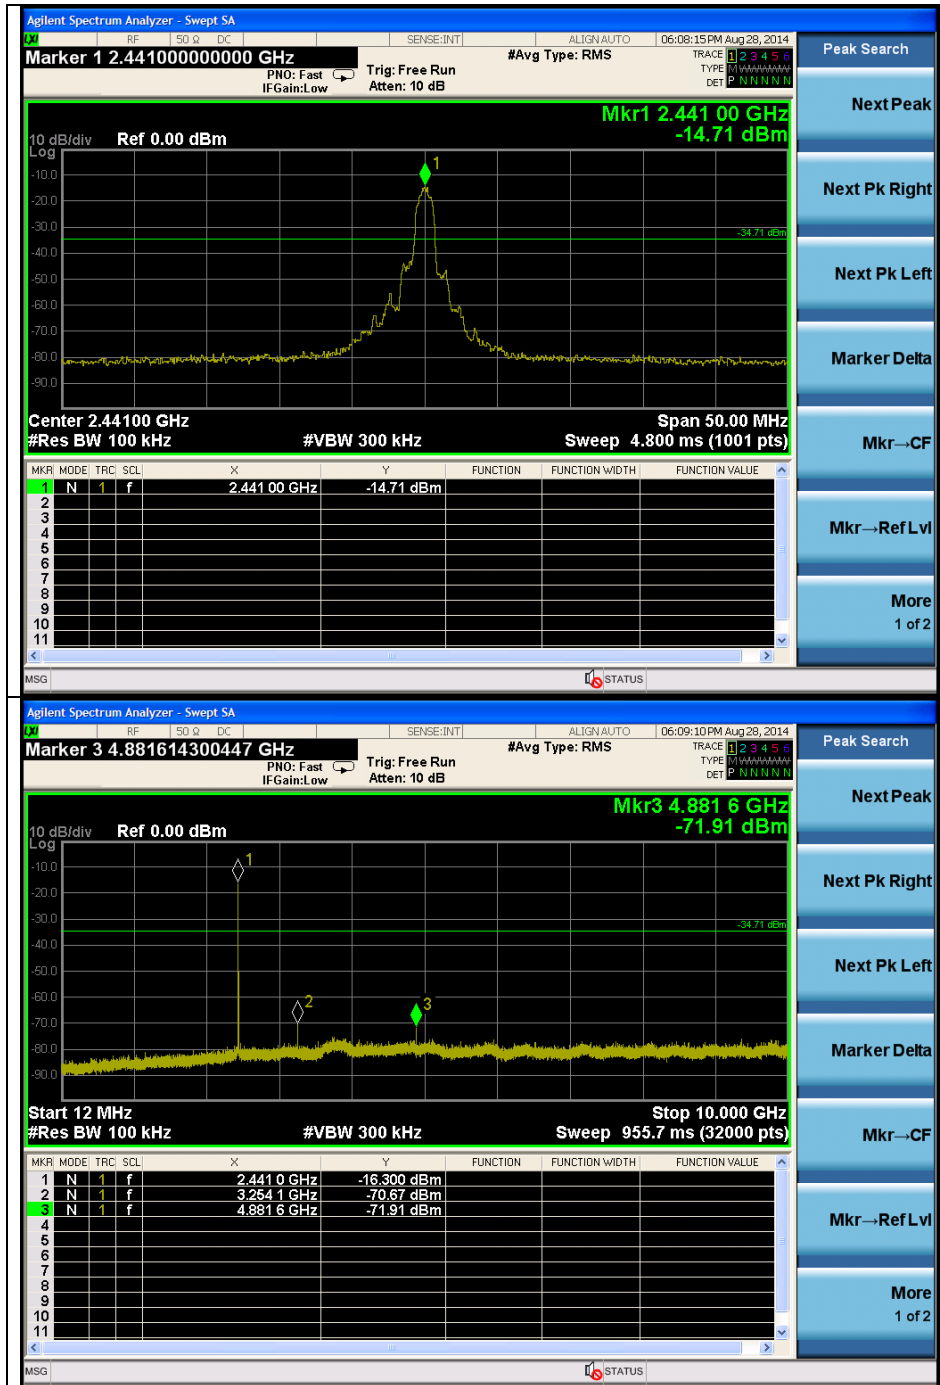 Agilent Spectrum Analyzer - Swept SA
LXI RF 50 Ω DC SENSE:INT ALIGN AUTO 06:08:15 PM Aug 28, 2014
Marker 1 2.441000000000 GHz
PNO: Fast
IFGain:Low
Trig: Free Run
Atten: 10 dB
#Avg Type: RMS
TRACE 1 2 3 4 5 6
TYPE M WWWWW
DET P N N N N N
Peak Search
Next Peak
Next Pk Right
Next Pk Left
Marker Delta
Mkr→CF
Mkr→Ref Lvl
More
1 of 2
Mkr1 2.441 00 GHz
-14.71 dBm
10 dB/div Ref 0.00 dBm
Log
1
-10.0
-20.0
-30.0
-34.71 dBm
-40.0
-50.0
-60.0
-70.0
-80.0
-90.0
Center 2.44100 GHz Span 50.00 MHz
#Res BW 100 kHz #VBW 300 kHz Sweep 4.800 ms (1001 pts)
MKR MODE TRC SCL X Y FUNCTION FUNCTION WIDTH FUNCTION VALUE
1 N 1 f 2.441 00 GHz -14.71 dBm
2
3
4
5
6
7
8
9
10
11
MSG STATUS
Agilent Spectrum Analyzer - Swept SA
LXI RF 50 Ω DC SENSE:INT ALIGN AUTO 06:09:10 PM Aug 28, 2014
Marker 3 4.881614300447 GHz
PNO: Fast
IFGain:Low
Trig: Free Run
Atten: 10 dB
#Avg Type: RMS
TRACE 1 2 3 4 5 6
TYPE M WWWWW
DET P N N N N N
Peak Search
Next Peak
Next Pk Right
Next Pk Left
Marker Delta
Mkr→CF
Mkr→Ref Lvl
More
1 of 2
Mkr3 4.881 6 GHz
-71.91 dBm
10 dB/div Ref 0.00 dBm
Log
1
-10.0
-20.0
-30.0
-34.71 dBm
-40.0
-50.0
-60.0
2
3
-70.0
-80.0
-90.0
Start 12 MHz Stop 10.000 GHz
#Res BW 100 kHz #VBW 300 kHz Sweep 955.7 ms (32000 pts)
MKR MODE TRC SCL X Y FUNCTION FUNCTION WIDTH FUNCTION VALUE
1 N 1 f 2.441 0 GHz -16.300 dBm
2 N 1 f 3.254 1 GHz -70.67 dBm
3 N 1 f 4.881 6 GHz -71.91 dBm
4
5
6
7
8
9
10
11
MSG STATUS